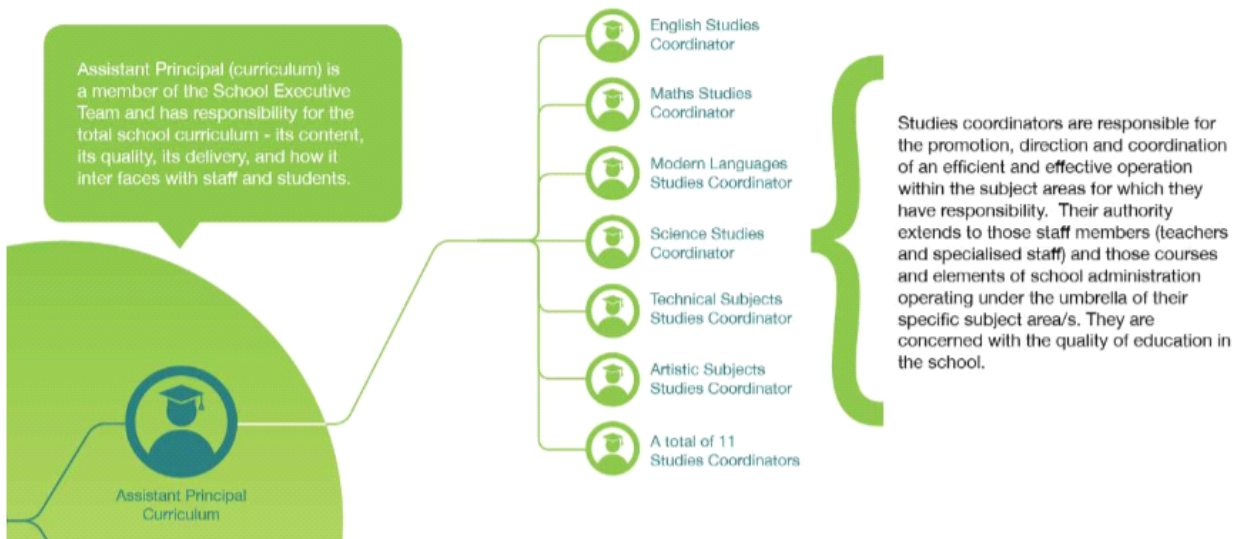 Assistant Principal (curriculum) is
a member of the School Executive
Team and has responsibility for the
total school curriculum - its content,
its quality, its delivery, and how it
inter faces with staff and students.
Assistant Principal
Curriculum
English Studies
Coordinator
Maths Studies
Coordinator
Modern Languages
Studies Coordinator
Science Studies
Coordinator
Technical Subjects
Studies Coordinator
Artistic Subjects
Studies Coordinator
A total of 11
Studies Coordinators
Studies coordinators are responsible for
the promotion, direction and coordination
of an efficient and effective operation
within the subject areas for which they
have responsibility. Their authority
extends to those staff members (teachers
and specialised staff) and those courses
and elements of school administration
operating under the umbrella of their
specific subject area/s. They are
concerned with the quality of education in
the school.